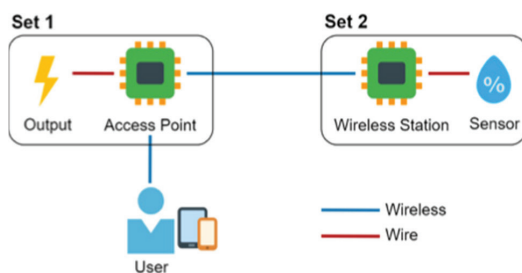 Set 1
Set 2
Output
Access Point
Wireless Station
Sensor
%
User
Wireless
Wire